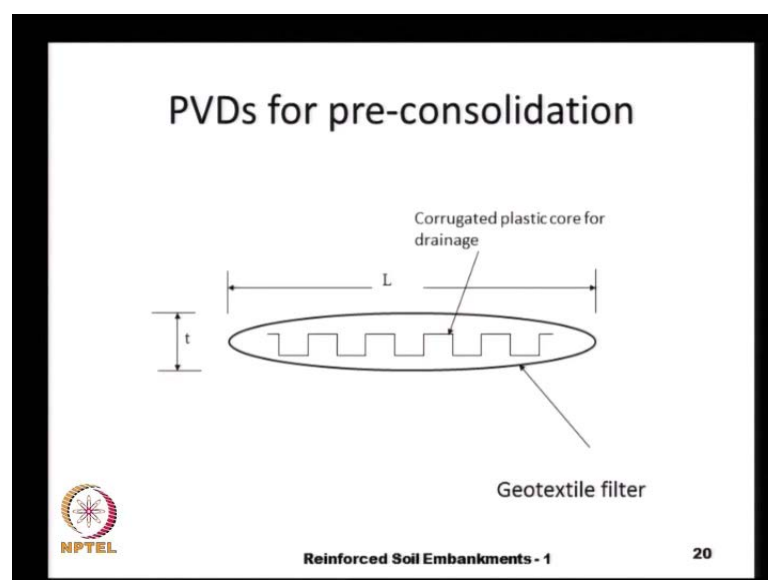 PVDs for pre-consolidation
Corrugated plastic core for
drainage
L
t
Geotextile filter
NPTEL
Reinforced Soil Embankments - 1
20